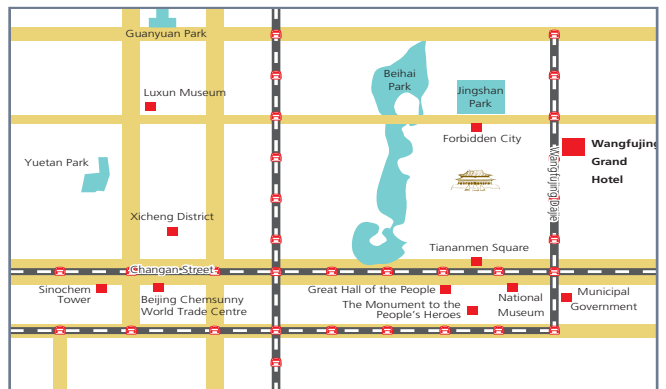 Guanyuan Park
Beihai
Park
Luxun Museum
Jingshan
Park
Forbidden City
Wangfujing
Grand
Hotel
Yuetan Park
Wangfujing Dajie
Xicheng District
Tiananmen Square
Changan Street
Sinochem
Tower
Beijing Chemsunny
World Trade Centre
Great Hall of the People
The Monument to the
People's Heroes
National
Museum
Municipal
Government